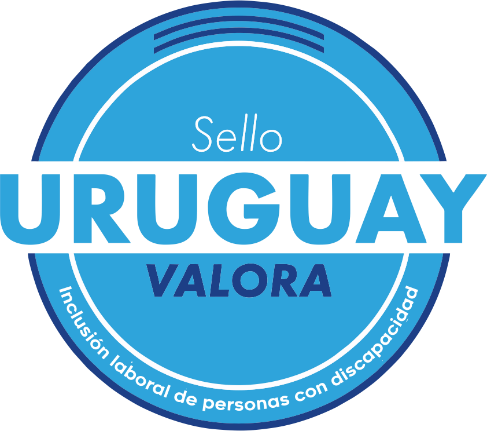 Sello
URUGUAY
VALORA
Inclusión laboral de personas con discapacidad